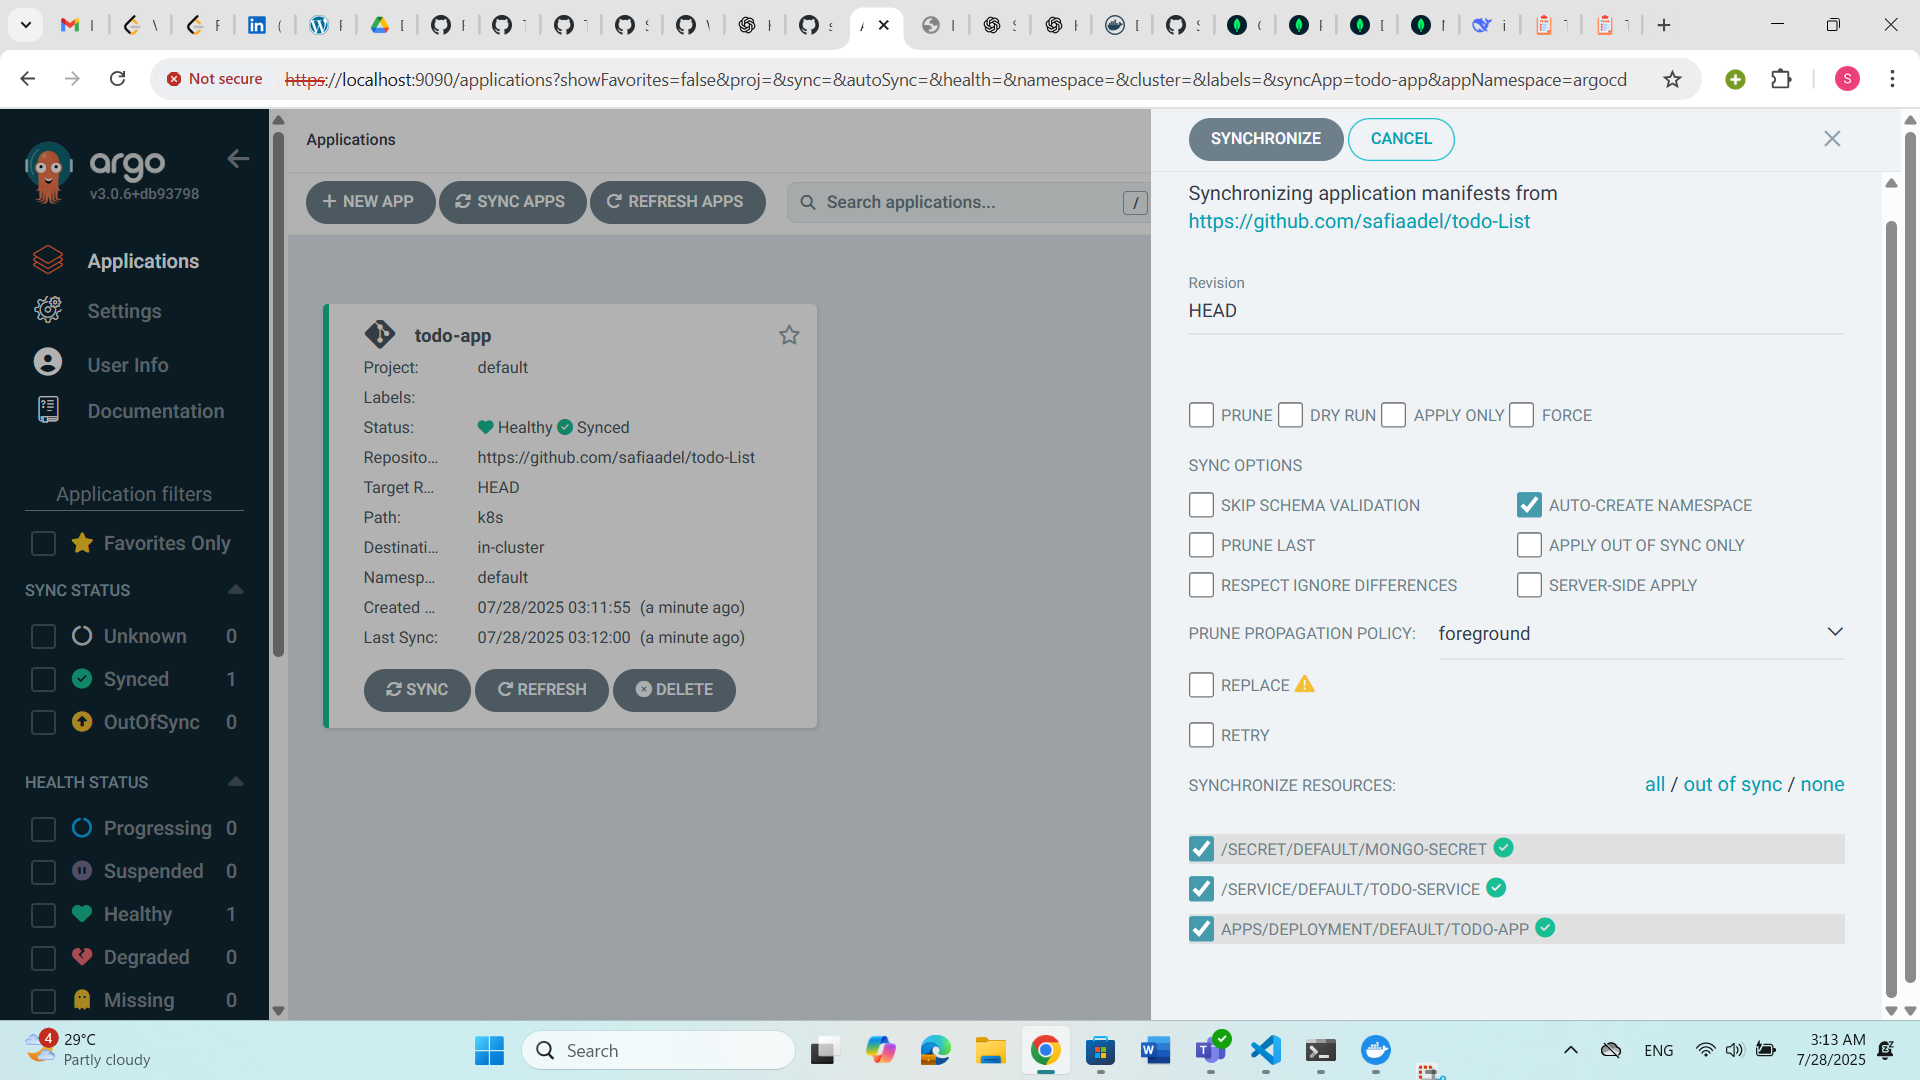 Not secure https://localhost:9090/applications?showFavorites=false&proj=&sync=&autoSync=&health=&namespace=&cluster=&labels=&syncApp=todo-app&appNamespace=argocd S
argo
v3.0.6+db93798
Applications
Settings
User Info
Documentation
Application filters
Favorites Only
SYNC STATUS
Unknown 0
Synced 1
OutOfSync 0
HEALTH STATUS
Progressing 0
Suspended 0
Healthy 1
Degraded 0
Missing 0
Applications
NEW APP SYNC APPS REFRESH APPS Search applications... /
todo-app
Project: default
Labels:
Status: Healthy Synced
Reposito... https://github.com/safiaadel/todo-List
Target R... HEAD
Path: k8s
Destinati... in-cluster
Namesp... default
Created ... 07/28/2025 03:11:55 (a minute ago)
Last Sync: 07/28/2025 03:12:00 (a minute ago)
SYNC REFRESH DELETE
SYNCHRONIZE CANCEL
Synchronizing application manifests from
https://github.com/safiaadel/todo-List
Revision
HEAD
PRUNE DRY RUN APPLY ONLY FORCE
SYNC OPTIONS
SKIP SCHEMA VALIDATION AUTO-CREATE NAMESPACE
PRUNE LAST APPLY OUT OF SYNC ONLY
RESPECT IGNORE DIFFERENCES SERVER-SIDE APPLY
PRUNE PROPAGATION POLICY: foreground
REPLACE
RETRY
SYNCHRONIZE RESOURCES: all / out of sync / none
/SECRET/DEFAULT/MONGO-SECRET
/SERVICE/DEFAULT/TODO-SERVICE
APPS/DEPLOYMENT/DEFAULT/TODO-APP
4 29°C
Partly cloudy
Search
ENG
3:13 AM
7/28/2025